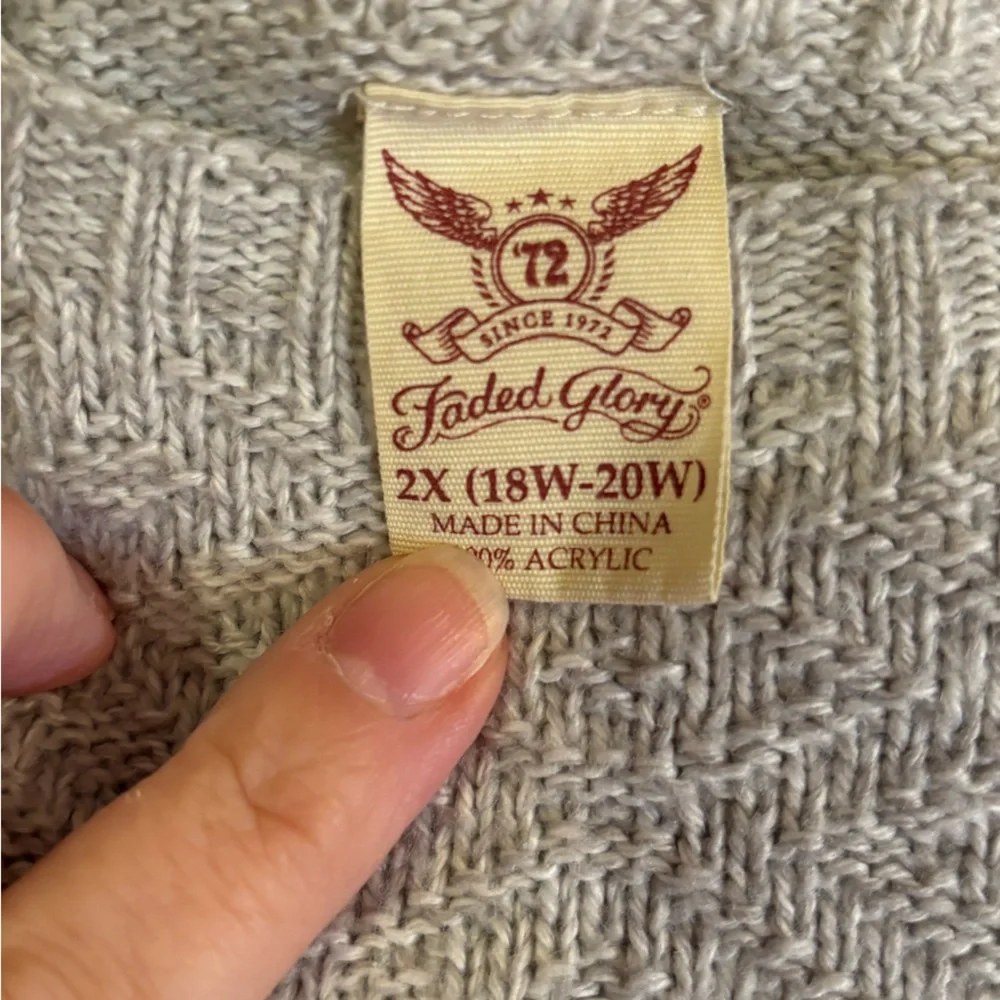 '72
SINCE 1972
Faded Glory®
2X (18W-20W)
MADE IN CHINA
00% ACRYLIC